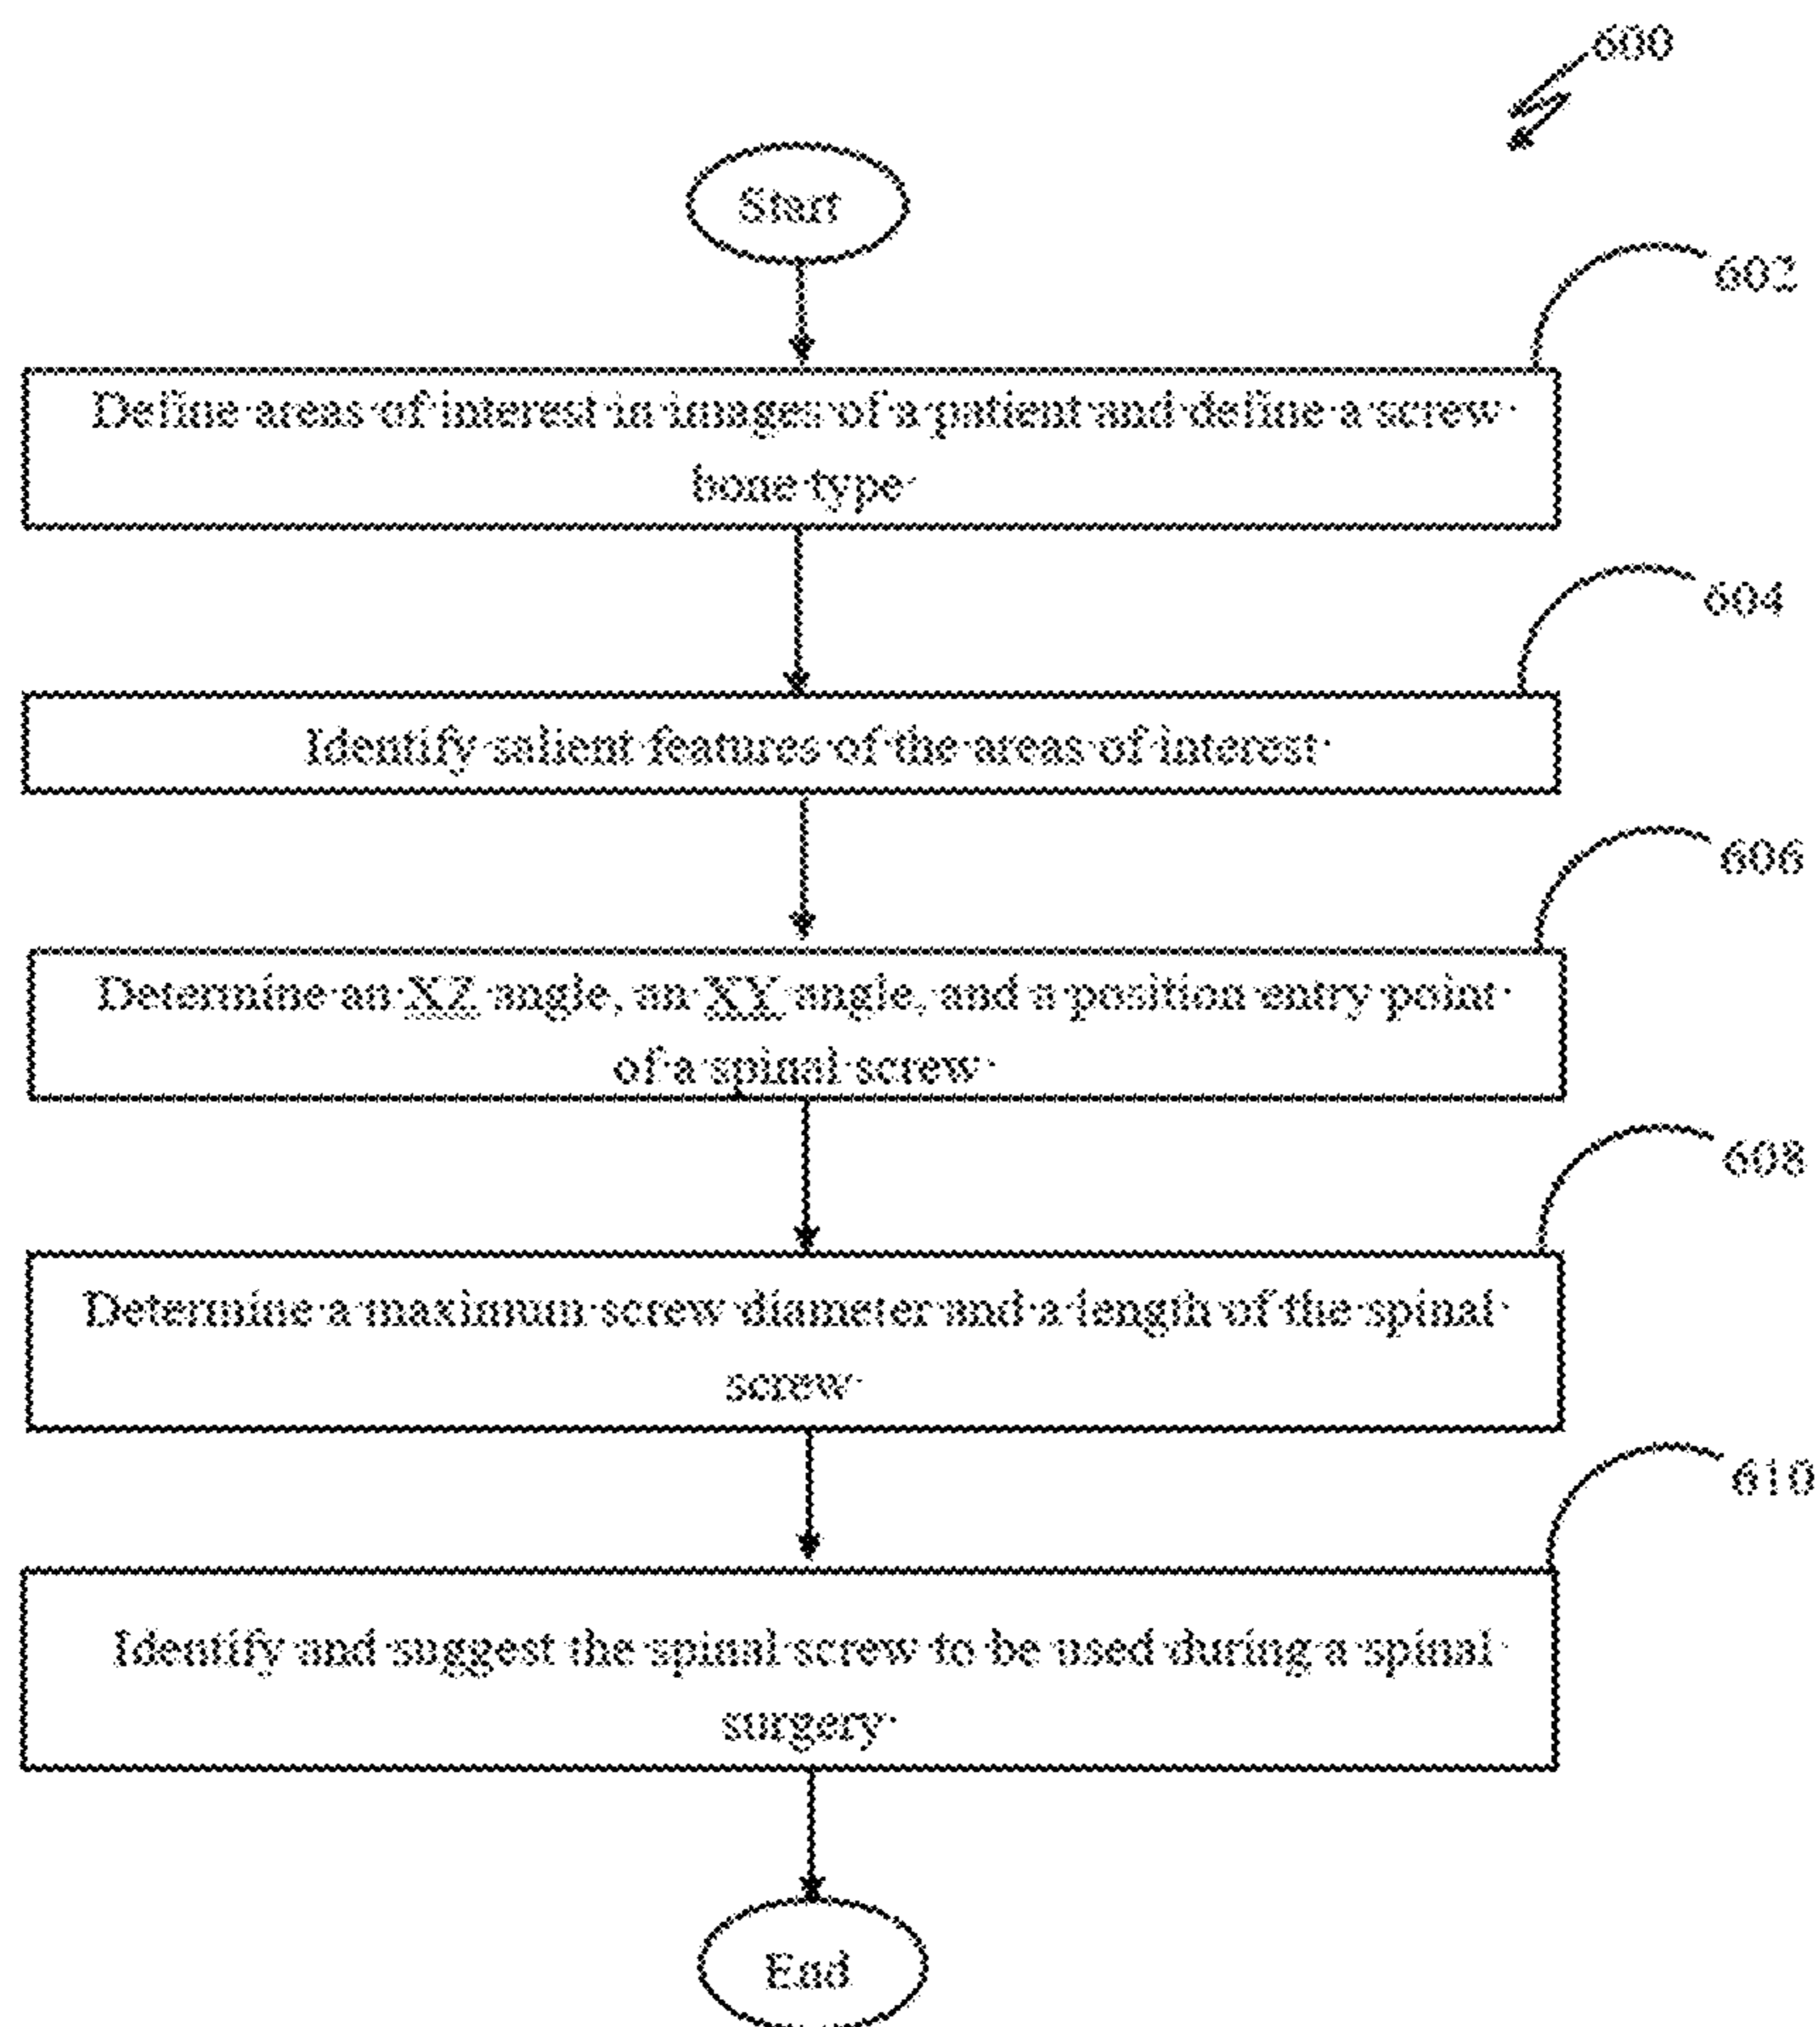 600
Start
602
Define areas of interest in images of a patient and define a screw
bone type
604
Identify salient features of the areas of interest
606
Determine an XZ angle, an XY angle, and a position entry point
of a spinal screw
608
Determine a maximum screw diameter and a length of the spinal
screw
610
Identify and suggest the spinal screw to be used during a spinal
surgery
End